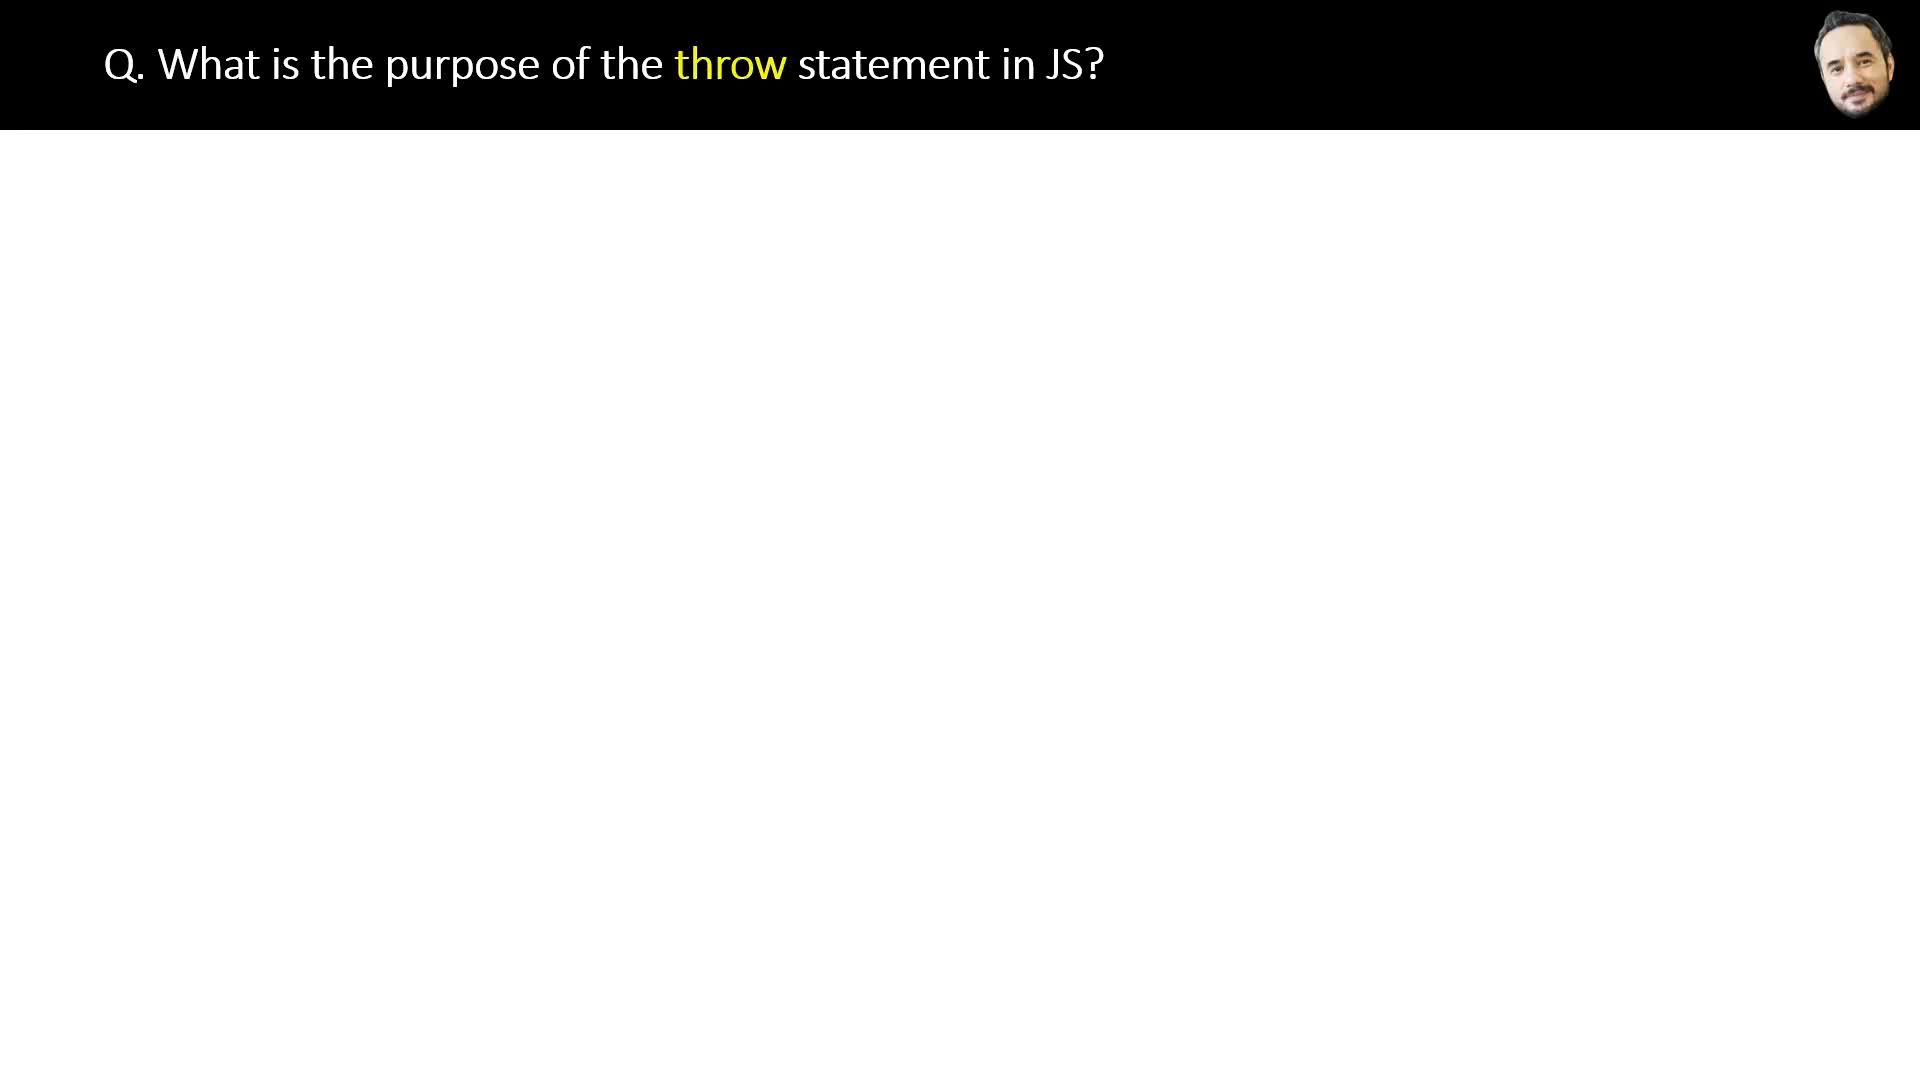 Q. What is the purpose of the throw statement in JS?